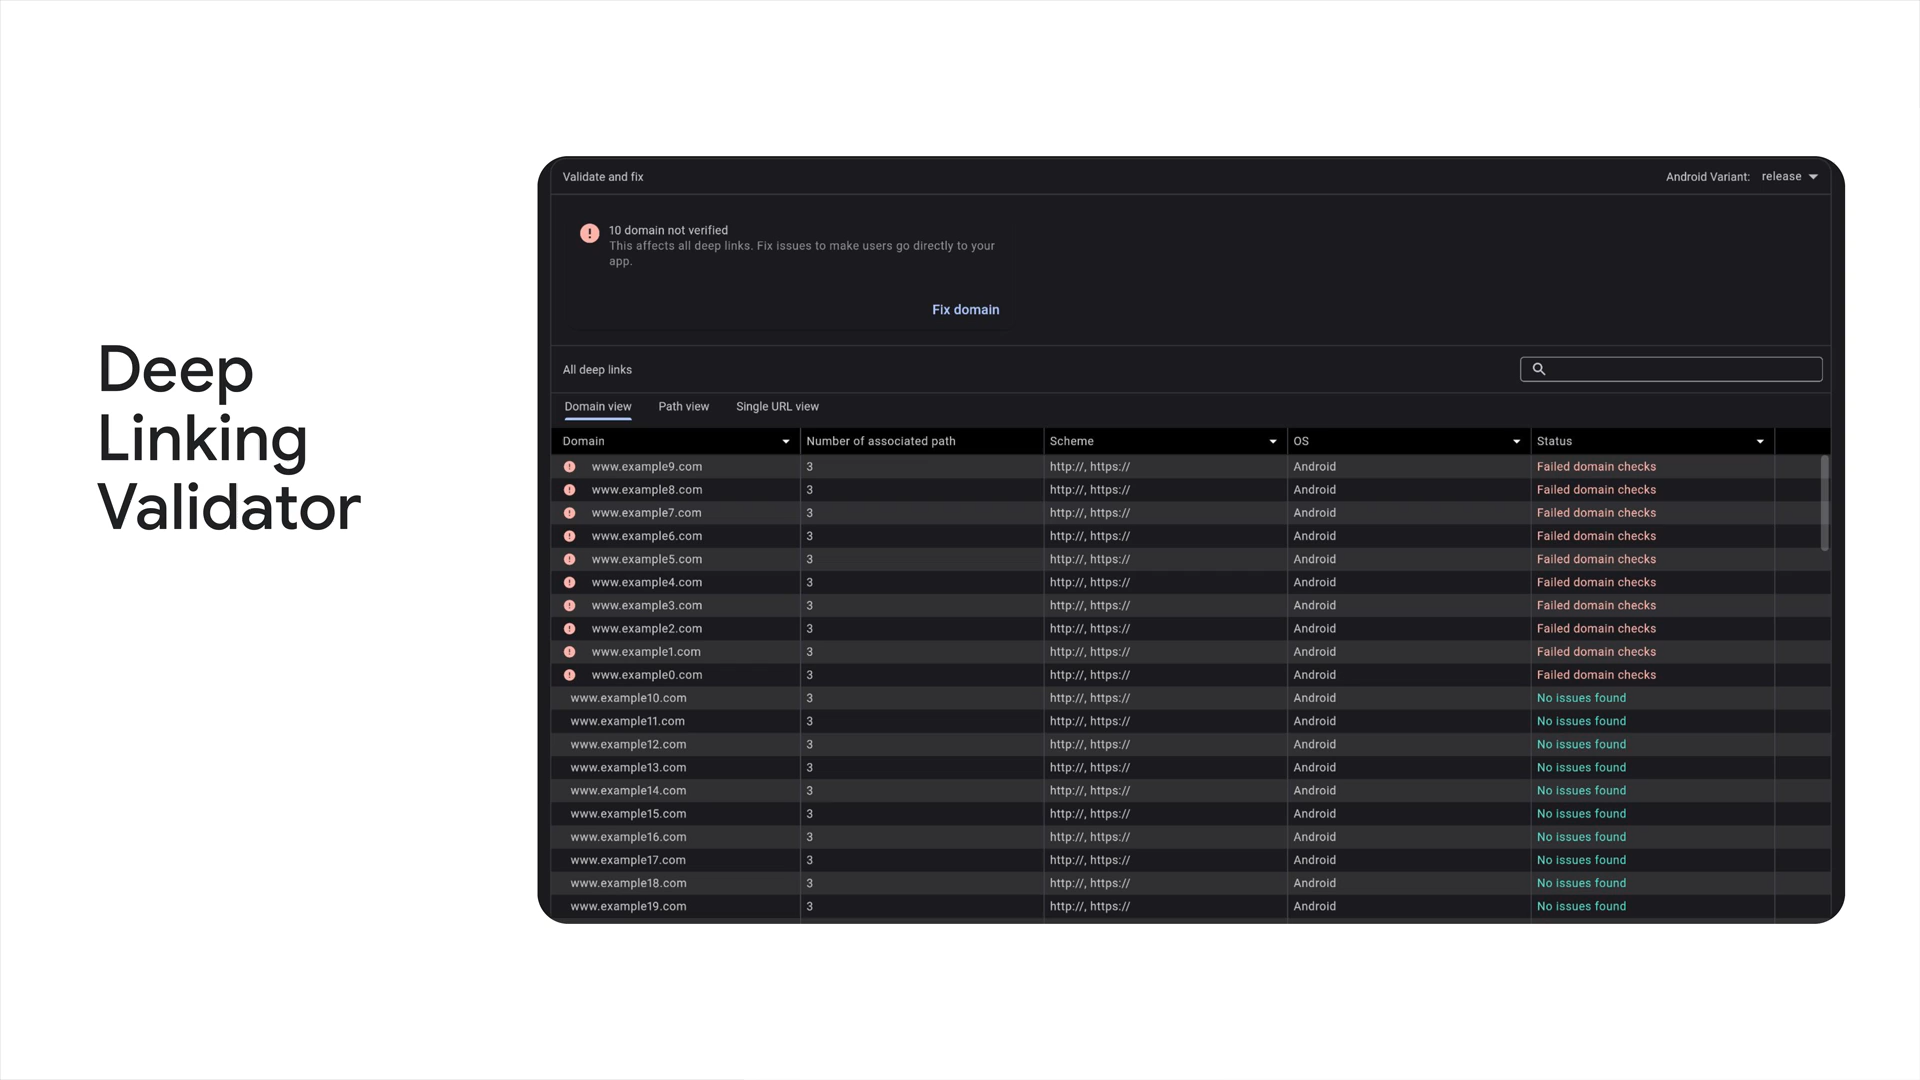 Deep
Linking
Validator
Validate and fix
Android Variant: release
10 domain not verified
This affects all deep links. Fix issues to make users go directly to your
app.
Fix domain
All deep links
Domain view Path view Single URL view
Domain Number of associated path Scheme OS Status
www.example9.com 3 http://, https:// Android Failed domain checks
www.example8.com 3 http://, https:// Android Failed domain checks
www.example7.com 3 http://, https:// Android Failed domain checks
www.example6.com 3 http://, https:// Android Failed domain checks
www.example5.com 3 http://, https:// Android Failed domain checks
www.example4.com 3 http://, https:// Android Failed domain checks
www.example3.com 3 http://, https:// Android Failed domain checks
www.example2.com 3 http://, https:// Android Failed domain checks
www.example1.com 3 http://, https:// Android Failed domain checks
www.example0.com 3 http://, https:// Android Failed domain checks
www.example10.com 3 http://, https:// Android No issues found
www.example11.com 3 http://, https:// Android No issues found
www.example12.com 3 http://, https:// Android No issues found
www.example13.com 3 http://, https:// Android No issues found
www.example14.com 3 http://, https:// Android No issues found
www.example15.com 3 http://, https:// Android No issues found
www.example16.com 3 http://, https:// Android No issues found
www.example17.com 3 http://, https:// Android No issues found
www.example18.com 3 http://, https:// Android No issues found
www.example19.com 3 http://, https:// Android No issues found